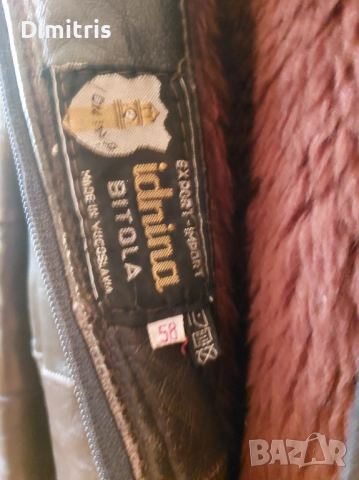 Dimitris
idnina
EXPORT-IMPORT
BITOLA
MADE IN YUGOSLAVIA
58
BAZAR